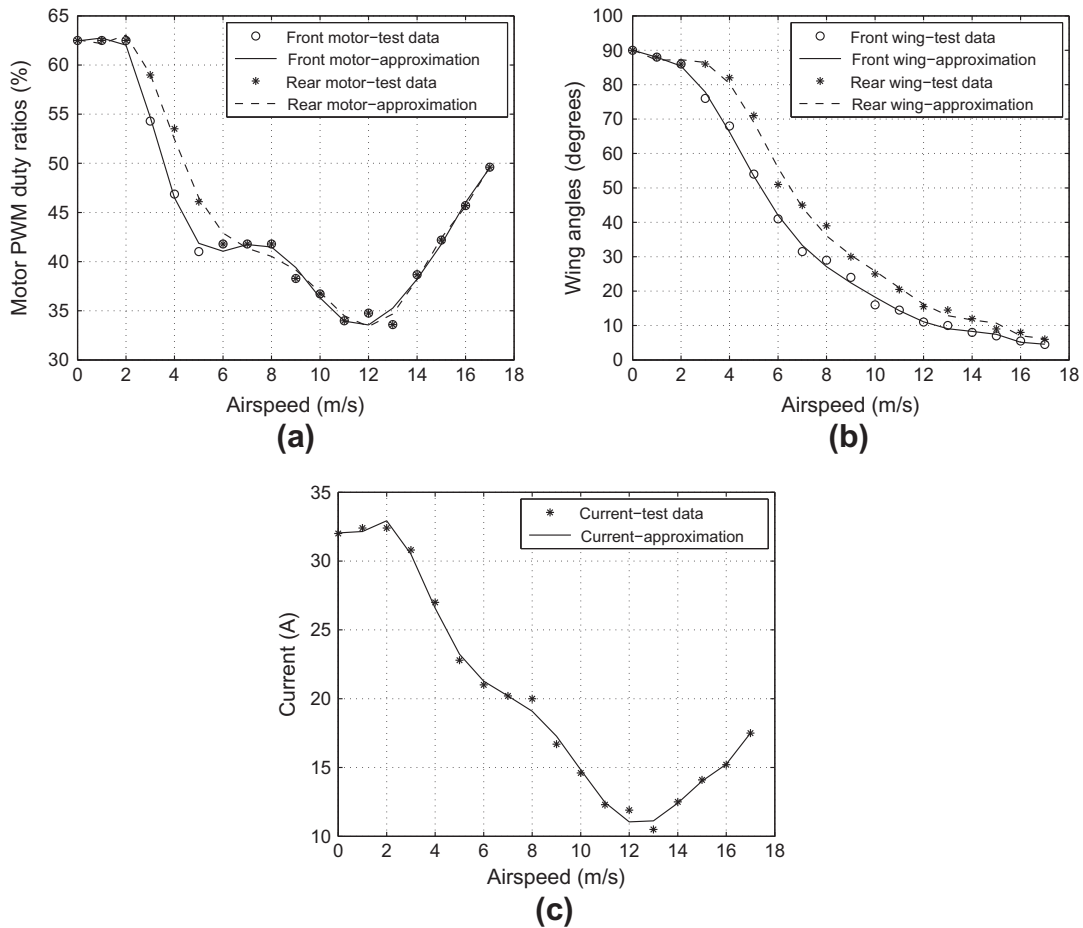 65
60
55
50
45
40
35
30
Motor PWM duty ratios (%)
Front motor−test data
Front motor−approximation
Rear motor−test data
Rear motor−approximation
0 2 4 6 8 10 12 14 16 18
Airspeed (m/s)
(a)
100
90
80
70
60
50
40
30
20
10
0
Wing angles (degrees)
Front wing−test data
Front wing−approximation
Rear wing−test data
Rear wing−approximation
0 2 4 6 8 10 12 14 16 18
Airspeed (m/s)
(b)
35
30
25
20
15
10
Current (A)
Current−test data
Current−approximation
0 2 4 6 8 10 12 14 16 18
Airspeed (m/s)
(c)